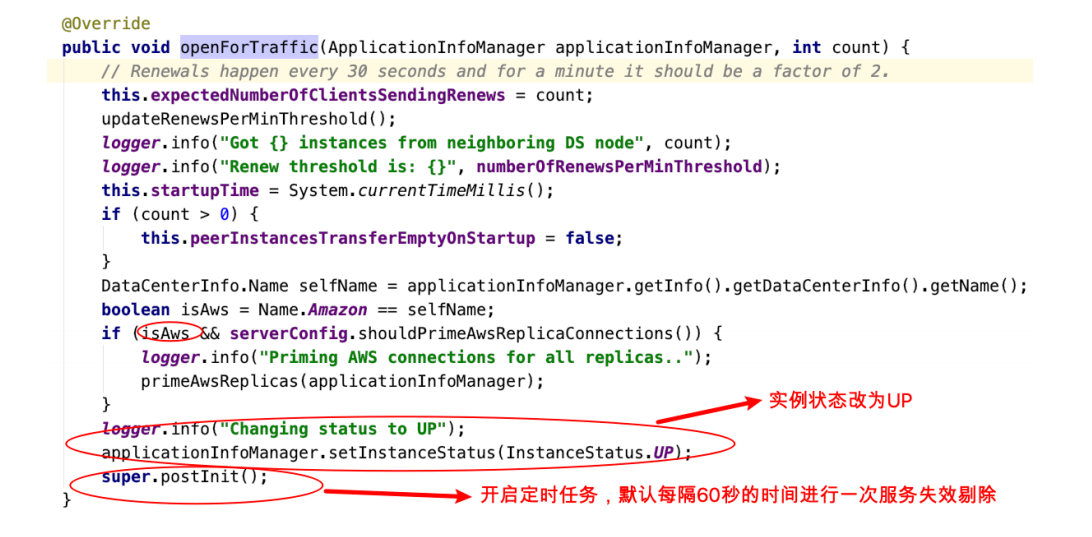 @Override
public void openForTraffic(ApplicationInfoManager applicationInfoManager, int count) {
// Renewals happen every 30 seconds and for a minute it should be a factor of 2.
this.expectedNumberOfClientsSendingRenews = count;
updateRenewsPerMinThreshold();
logger.info("Got {} instances from neighboring DS node", count);
logger.info("Renew threshold is: {}", numberOfRenewsPerMinThreshold);
this.startupTime = System.currentTimeMillis();
if (count > 0) {
this.peerInstancesTransferEmptyOnStartup = false;
}
DataCenterInfo.Name selfName = applicationInfoManager.getInfo().getDataCenterInfo().getName();
boolean isAws = Name.Amazon == selfName;
if (isAws && serverConfig.shouldPrimeAwsReplicaConnections()) {
logger.info("Priming AWS connections for all replicas..");
primeAwsReplicas(applicationInfoManager);
}
实例状态改为UP
logger.info("Changing status to UP");
applicationInfoManager.setInstanceStatus(InstanceStatus.UP);
super.postInit();
开启定时任务，默认每隔60秒的时间进行一次服务失效剔除
}